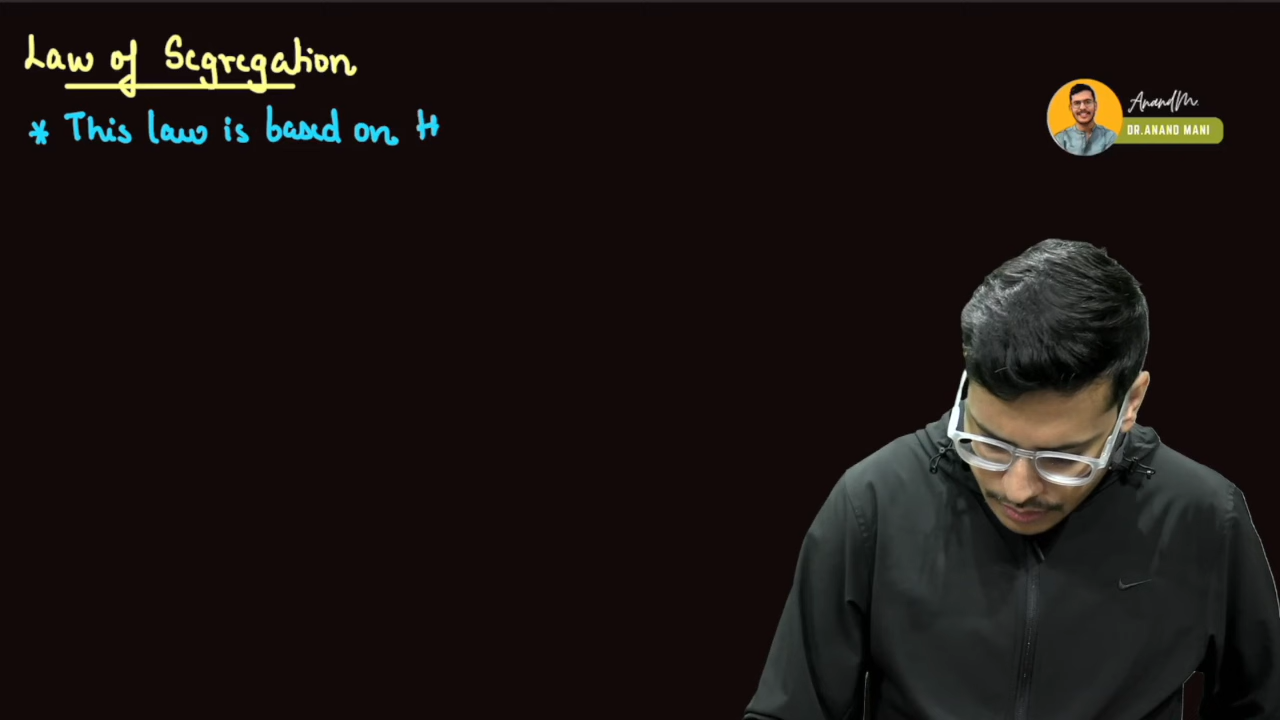 Law of Segregation
* This law is based on H
AnandM.
DR.ANAND MANI